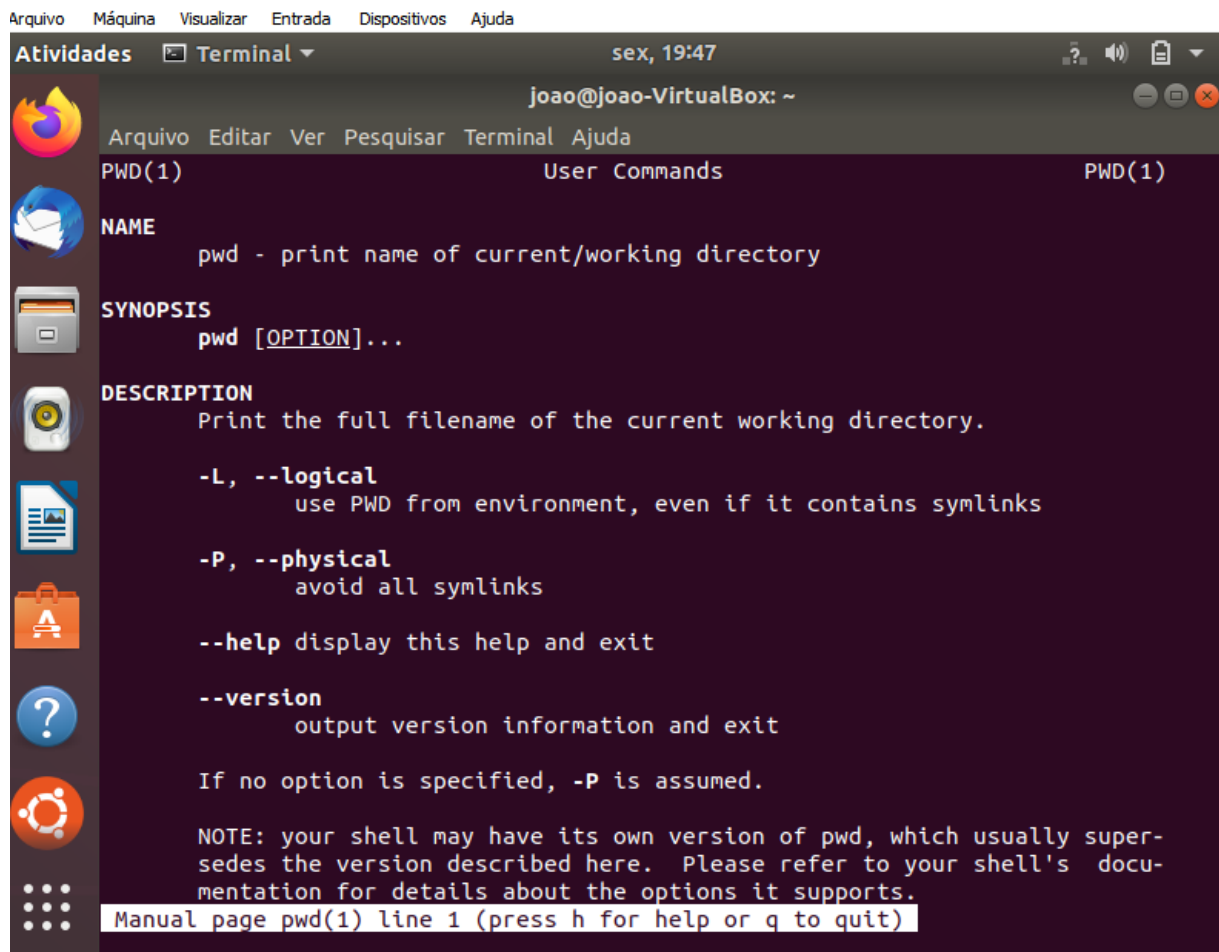 Arquivo Máquina Visualizar Entrada Dispositivos Ajuda
Atividades Terminal sex, 19:47
joao@joao-VirtualBox: ~
Arquivo Editar Ver Pesquisar Terminal Ajuda
PWD(1) User Commands PWD(1)
NAME
pwd - print name of current/working directory
SYNOPSIS
pwd [OPTION]...
DESCRIPTION
Print the full filename of the current working directory.
-L, --logical
use PWD from environment, even if it contains symlinks
-P, --physical
avoid all symlinks
--help display this help and exit
--version
output version information and exit
If no option is specified, -P is assumed.
NOTE: your shell may have its own version of pwd, which usually super-
sedes the version described here. Please refer to your shell's docu-
mentation for details about the options it supports.
Manual page pwd(1) line 1 (press h for help or q to quit)